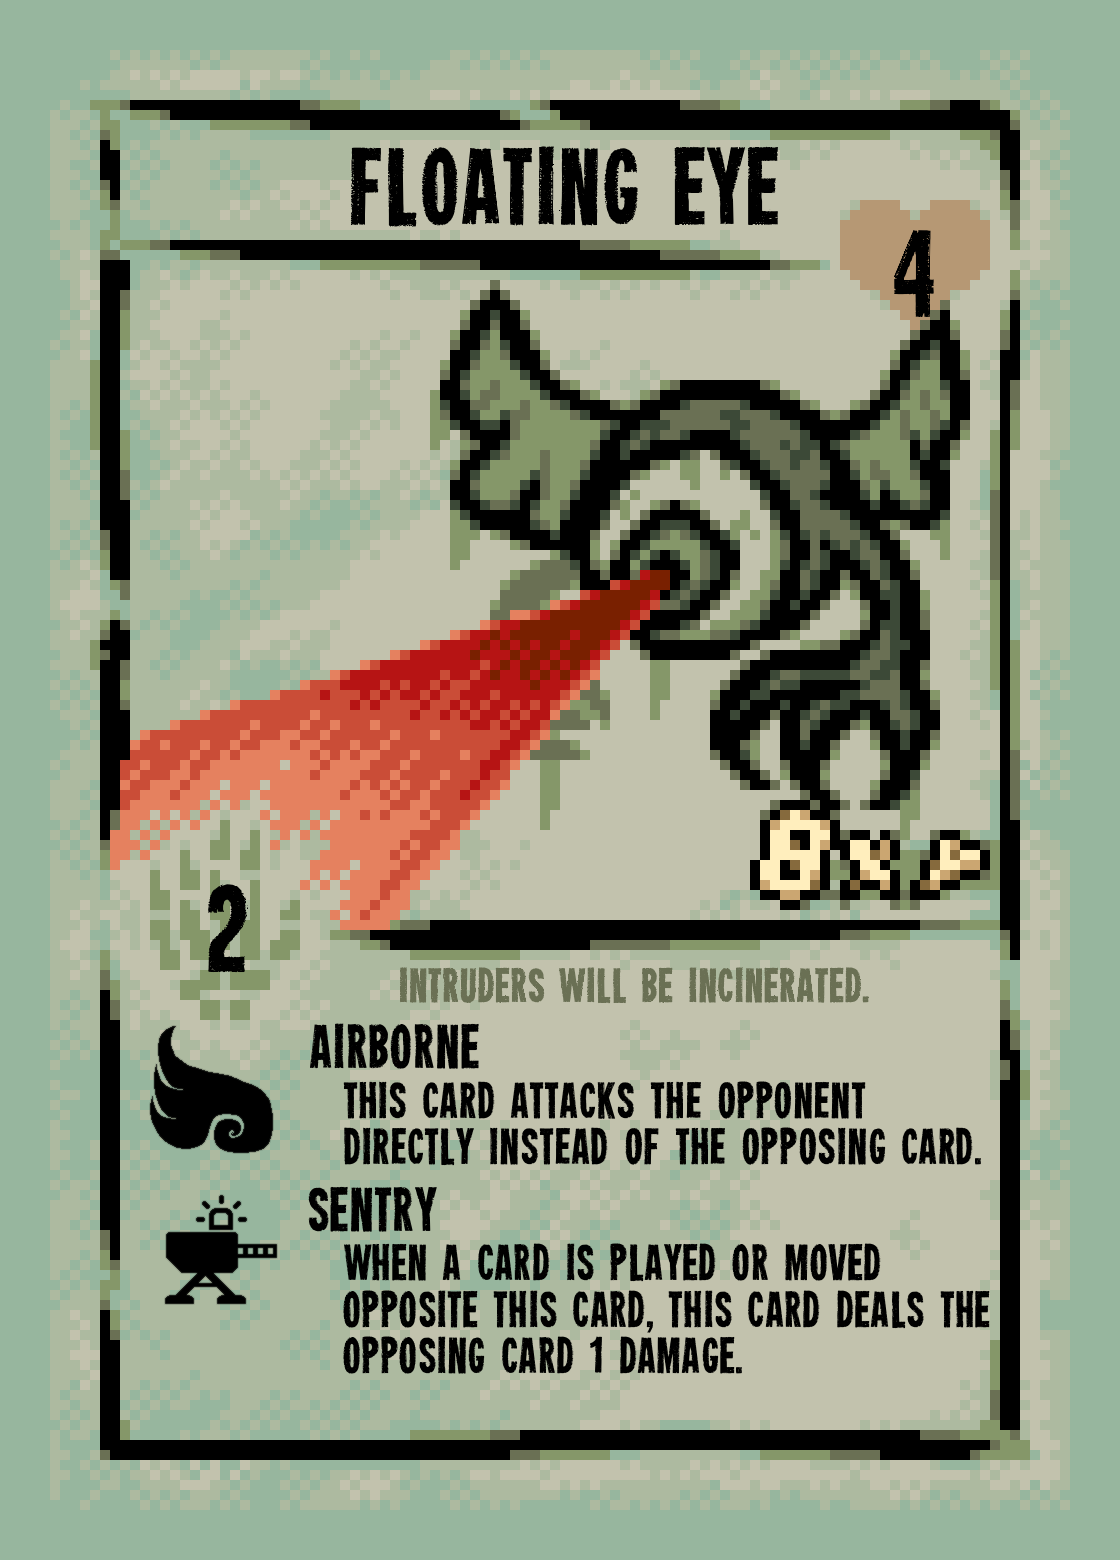 FLOATING EYE
4
8x
2
INTRUDERS WILL BE INCINERATED.
AIRBORNE
THIS CARD ATTACKS THE OPPONENT
DIRECTLY INSTEAD OF THE OPPOSING CARD.
SENTRY
WHEN A CARD IS PLAYED OR MOVED
OPPOSITE THIS CARD, THIS CARD DEALS THE
OPPOSING CARD 1 DAMAGE.